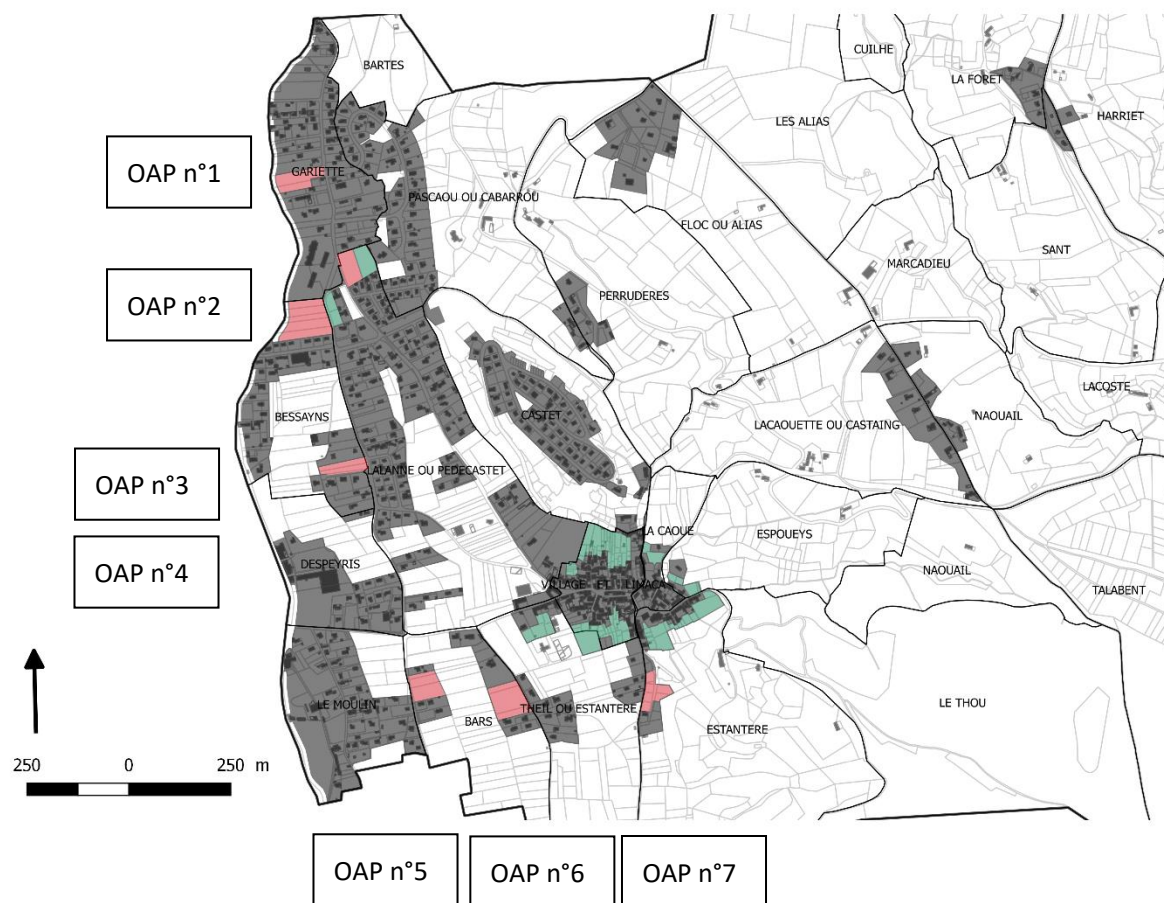 CUILHE
BARTES
LA FORET
HARRIET
LES ALIAS
OAP n°1
GARIETTE
PASCAOU OU CABARROU
FLOC OU ALIAS
SANT
MARCADIEU
OAP n°2
PERRUDERES
LACOSTE
BESSAYNS
CASTET
LACAOUETTE OU CASTAING
NAOUAIL
OAP n°3
LALANNE OU PEDECASTET
LA CAOUE
ESPOUEYS
OAP n°4
DESPEYRIS
VILLAGE ET LIMACAS
NAOUAIL
TALABENT
LE MOULIN
BARS
THEIL OU ESTANTERE
ESTANTERE
LE THOU
250 0 250 m
OAP n°5
OAP n°6
OAP n°7